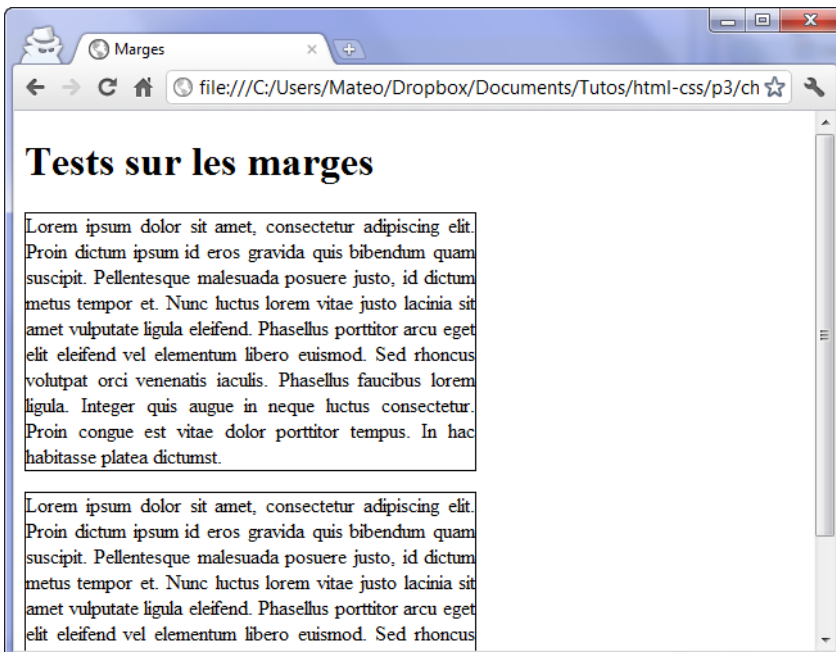 Marges
file:///C:/Users/Mateo/Dropbox/Documents/Tutos/html-css/p3/ch
Tests sur les marges
Lorem ipsum dolor sit amet, consectetur adipiscing elit.
Proin dictum ipsum id eros gravida quis bibendum quam
suscipit. Pellentesque malesuada posuere justo, id dictum
metus tempor et. Nunc luctus lorem vitae justo lacinia sit
amet vulputate ligula eleifend. Phasellus porttitor arcu eget
elit eleifend vel elementum libero euismod. Sed rhoncus
volutpat orci venenatis iaculis. Phasellus faucibus lorem
ligula. Integer quis augue in neque luctus consectetur.
Proin congue est vitae dolor porttitor tempus. In hac
habitasse platea dictumst.
Lorem ipsum dolor sit amet, consectetur adipiscing elit.
Proin dictum ipsum id eros gravida quis bibendum quam
suscipit. Pellentesque malesuada posuere justo, id dictum
metus tempor et. Nunc luctus lorem vitae justo lacinia sit
amet vulputate ligula eleifend. Phasellus porttitor arcu eget
elit eleifend vel elementum libero euismod. Sed rhoncus